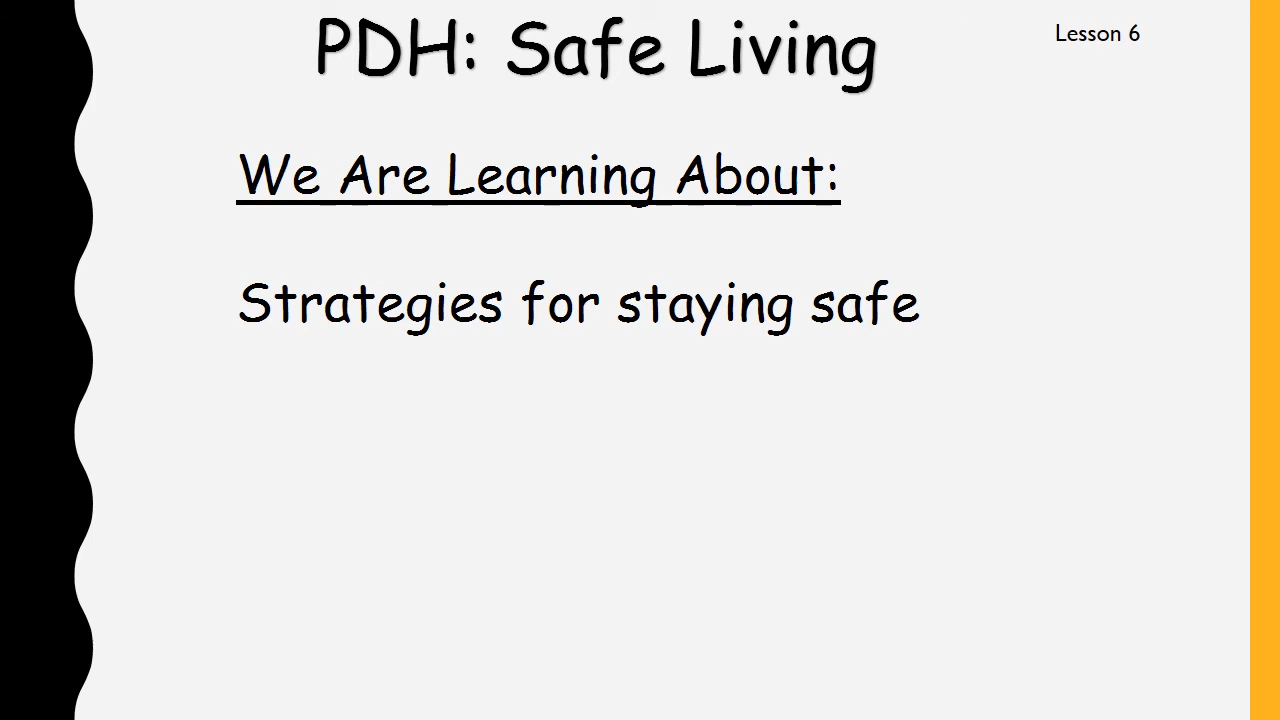 PDH: Safe Living
Lesson 6
We Are Learning About:
Strategies for staying safe